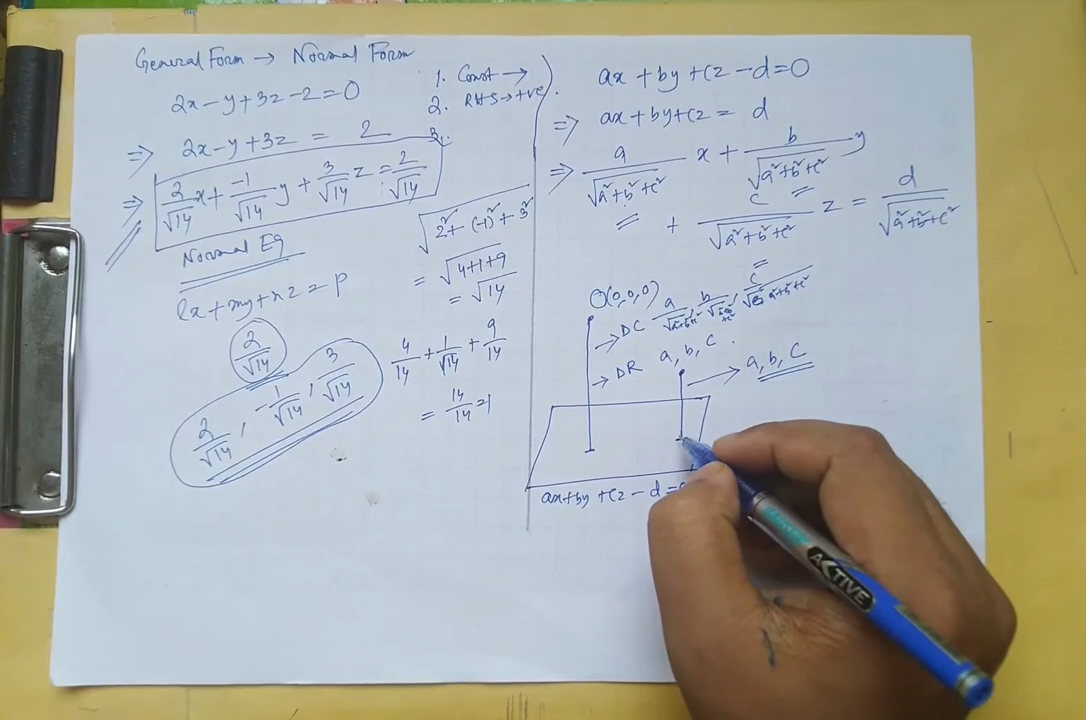 General Form → Normal Form
2x - y + 3z - 2 = 0
1. Const →
2. RHS → +ve.
3.
⇒ 2x - y + 3z = 2
⇒ 2/√14 x + -1/√14 y + 3/√14 z = 2/√14
Normal Eq
√2² + (-1)² + 3²
= √4+1+9
= √14
lx + my + nz = P
2/√14
2/√14, -1/√14, 3/√14
4/14 + 1/√14 + 9/14
= 14/14 = 1
ax + by + cz - d = 0
⇒ ax + by + cz = d
⇒ a/√a²+b²+c² x + b/√a²+b²+c² y
+ c/√a²+b²+c² z = d/√a²+b²+c²
O(0,0,0)
→ DC a/√a²+b²+c², b/√a²+b²+c², c/√a²+b²+c²
→ DR a, b, c .
→ a, b, c
ax + by + cz - d =
ACTIVE